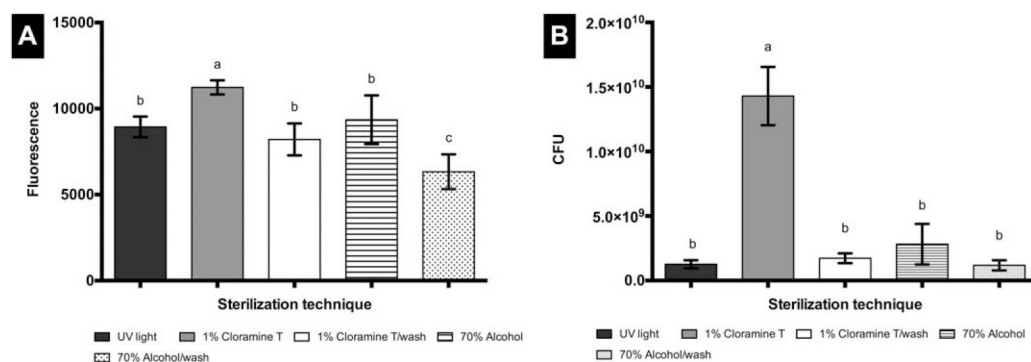 A
15000
10000
5000
0
Fluorescence
b
a
b
b
c
Sterilization technique
UV light 1% Cloramine T 1% Cloramine T/wash 70% Alcohol
70% Alcohol/wash
B
2.0×10¹⁰
1.5×10¹⁰
1.0×10¹⁰
5.0×10⁹
0.0
CFU
b
a
b
b
b
Sterilization technique
UV light 1% Cloramine T 1% Cloramine T/wash 70% Alcohol
70% Alcohol/wash